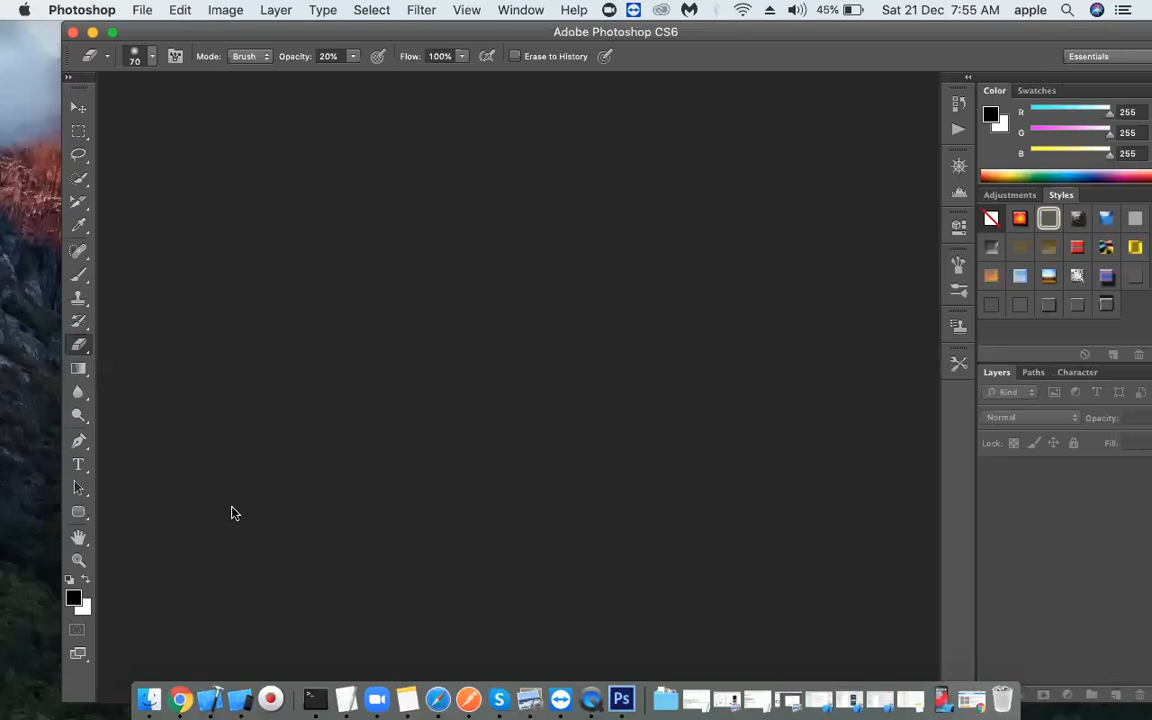 Photoshop File Edit Image Layer Type Select Filter View Window Help 45% Sat 21 Dec 7:55 AM apple
Adobe Photoshop CS6
70 Mode: Brush Opacity: 20% Flow: 100% Erase to History Essentials
Color Swatches
R 255
G 255
B 255
Adjustments Styles
Layers Paths Character
Kind
Normal Opacity:
Lock: Fill:
T
Ps